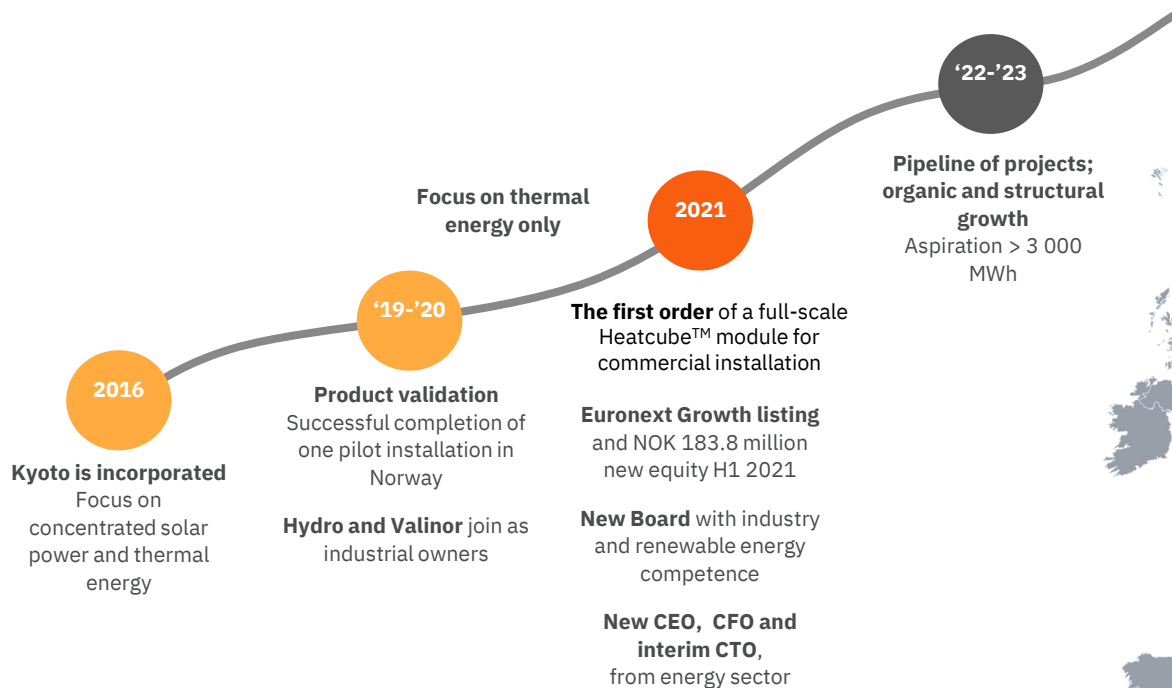 2016
Kyoto is incorporated
Focus on
concentrated solar
power and thermal
energy
‘19-’20
Product validation
Successful completion of
one pilot installation in
Norway
Hydro and Valinor join as
industrial owners
Focus on thermal
energy only
2021
The first order of a full-scale
Heatcube™ module for
commercial installation
Euronext Growth listing
and NOK 183.8 million
new equity H1 2021
New Board with industry
and renewable energy
competence
New CEO, CFO and
interim CTO,
from energy sector
‘22-’23
Pipeline of projects;
organic and structural
growth
Aspiration > 3 000
MWh